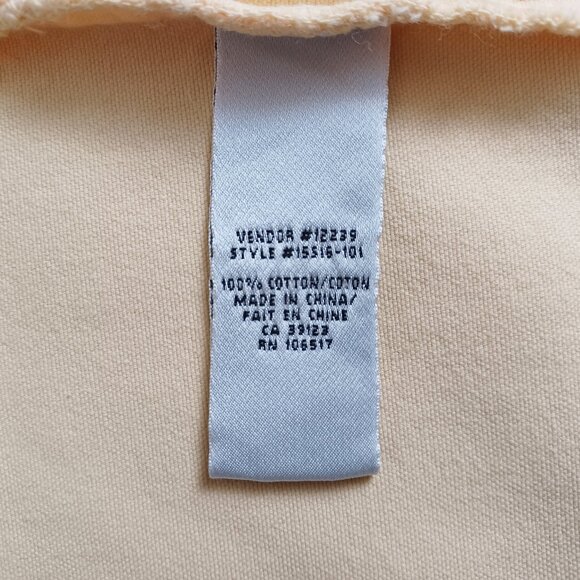 VENDOR #12239
STYLE #15516-101
100% COTTON/COTON
MADE IN CHINA/
FAIT EN CHINE
CA 39123
RN 106517